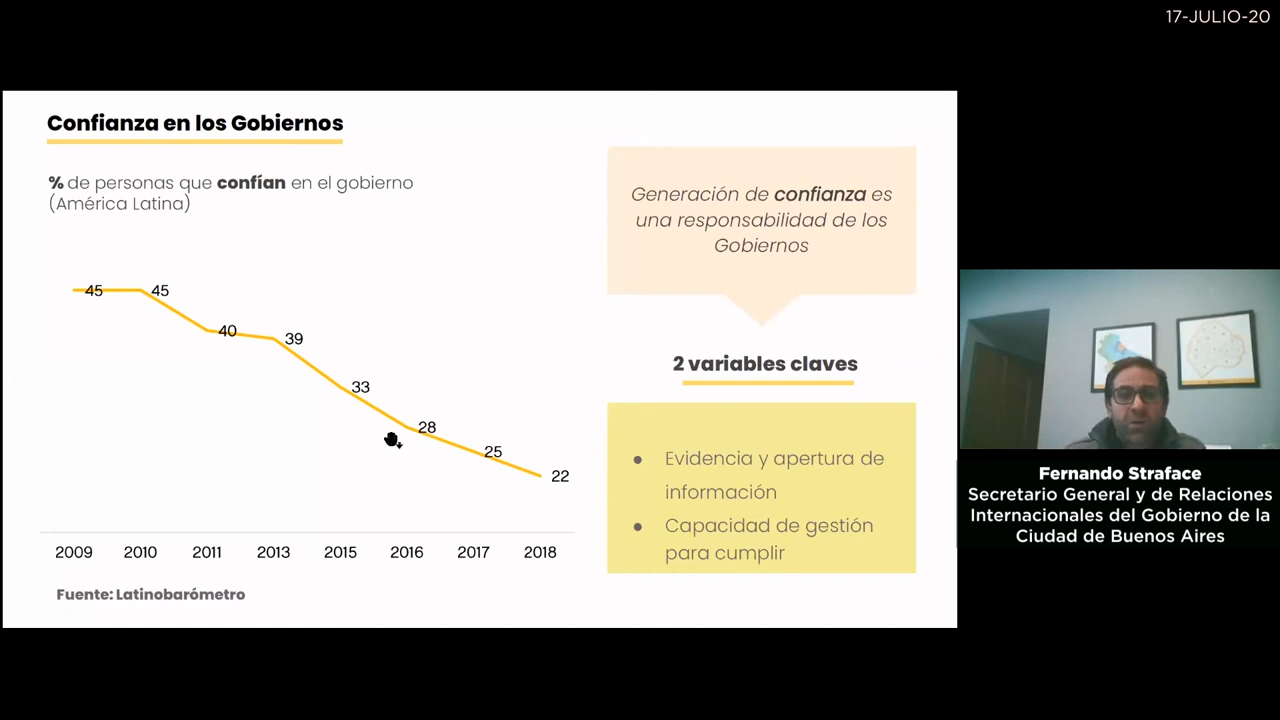 17-JULIO-20
Confianza en los Gobiernos
% de personas que confían en el gobierno
(América Latina)
45
45
40
39
33
28
25
22
2009 2010 2011 2013 2015 2016 2017 2018
Fuente: Latinobarómetro
Generación de confianza es
una responsabilidad de los
Gobiernos
2 variables claves
● Evidencia y apertura de
información
● Capacidad de gestión
para cumplir
Fernando Straface
Secretario General y de Relaciones
Internacionales del Gobierno de la
Ciudad de Buenos Aires